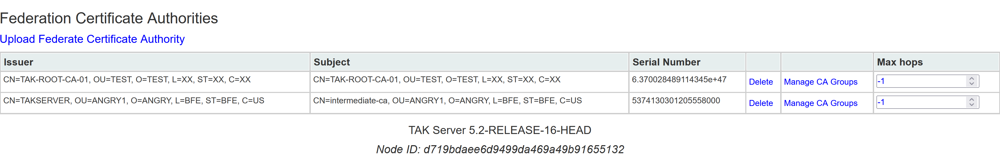 Federation Certificate Authorities
Upload Federate Certificate Authority
Issuer Subject Serial Number Max hops
CN=TAK-ROOT-CA-01, OU=TEST, O=TEST, L=XX, ST=XX, C=XX CN=TAK-ROOT-CA-01, OU=TEST, O=TEST, L=XX, ST=XX, C=XX 6.370028489114345e+47 Delete Manage CA Groups -1
CN=TAKSERVER, OU=ANGRY1, O=ANGRY, L=BFE, ST=BFE, C=US CN=intermediate-ca, OU=ANGRY1, O=ANGRY, L=BFE, ST=BFE, C=US 5374130301205558000 Delete Manage CA Groups -1
TAK Server 5.2-RELEASE-16-HEAD
Node ID: d719bdaee6d9499da469a49b91655132